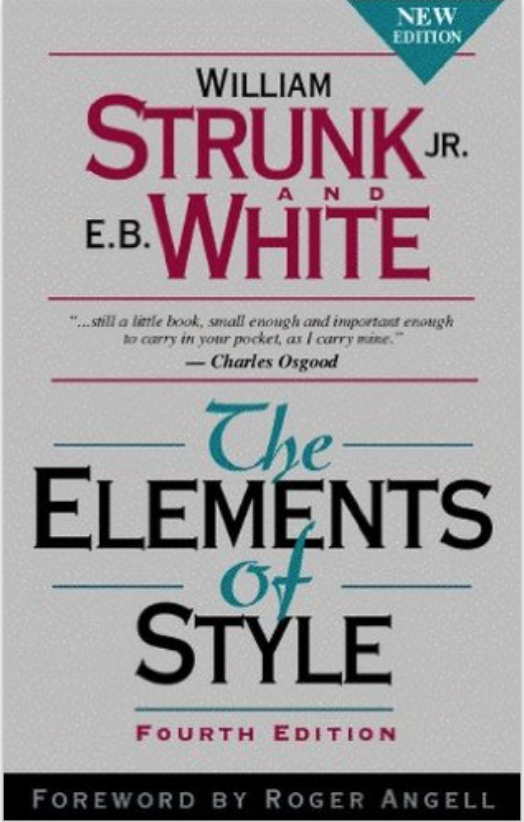 NEW
EDITION
WILLIAM
STRUNK JR.
AND
E.B. WHITE
“...still a little book, small enough and important enough
to carry in your pocket, as I carry mine.”
— Charles Osgood
The
ELEMENTS
of
STYLE
FOURTH EDITION
FOREWORD BY ROGER ANGELL